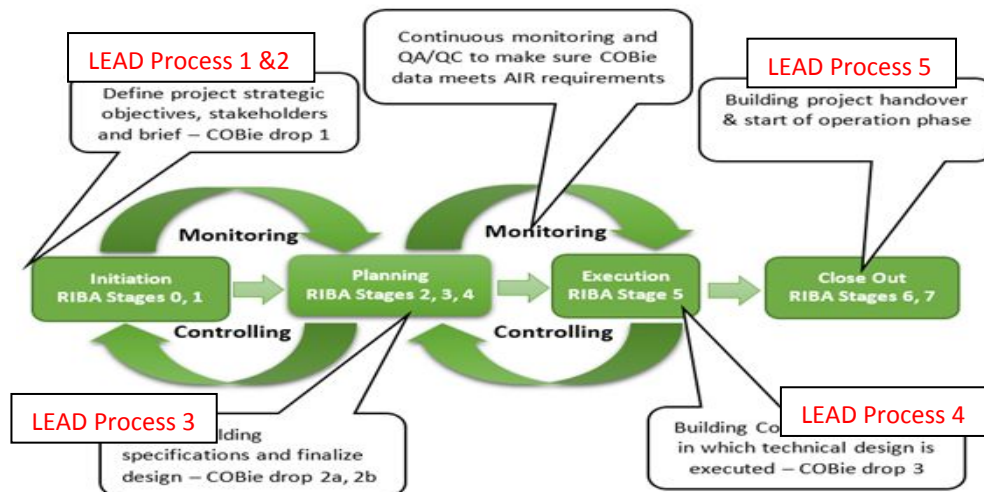 LEAD Process 1 &2
Define project strategic
objectives, stakeholders
and brief – COBie drop 1
Continuous monitoring and
QA/QC to make sure COBie
data meets AIR requirements
LEAD Process 5
Building project handover
& start of operation phase
Monitoring
Monitoring
Initiation
RIBA Stages 0, 1
Planning
RIBA Stages 2, 3, 4
Execution
RIBA Stage 5
Close Out
RIBA Stages 6, 7
Controlling
Controlling
LEAD Process 3
specifications and finalize
design – COBie drop 2a, 2b
LEAD Process 4
Building
in which technical design is
executed – COBie drop 3